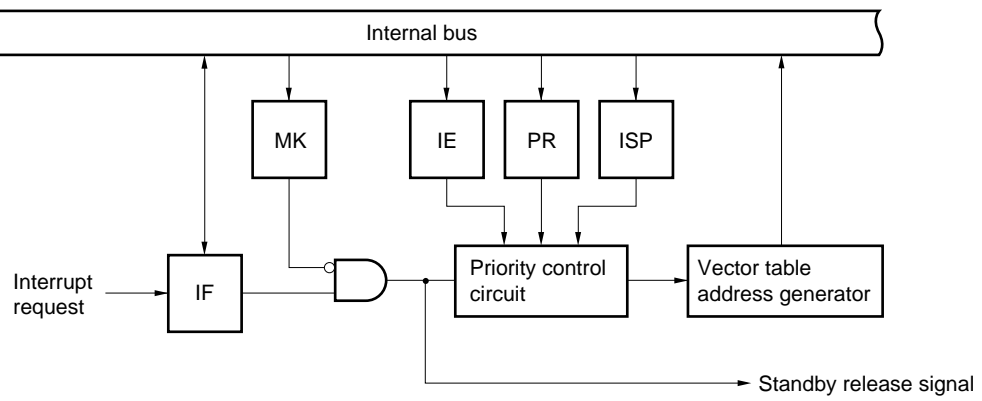 Internal bus
MK
IE
PR
ISP
Interrupt
request
IF
Priority control
circuit
Vector table
address generator
Standby release signal